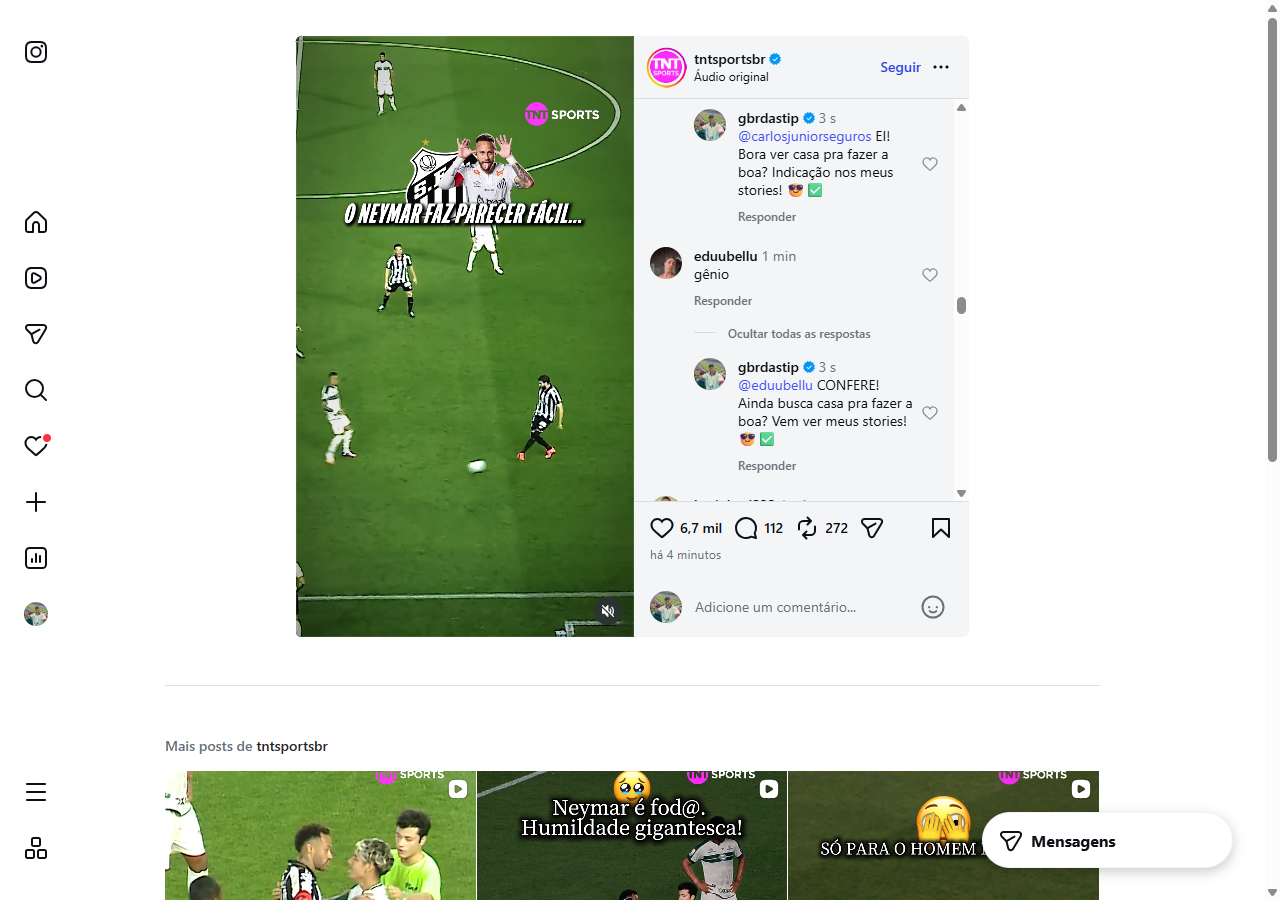 TNT SPORTS
S.F.
O NEYMAR FAZ PARECER FÁCIL...
TNT SPORTS
tntsportsbr
Áudio original
Seguir
gbrdastip 3 s
@carlosjuniorseguros EI!
Bora ver casa pra fazer a
boa? Indicação nos meus
stories! 😎 ✅
Responder
eduubellu 1 min
gênio
Responder
Ocultar todas as respostas
gbrdastip 3 s
@eduubellu CONFERE!
Ainda busca casa pra fazer a
boa? Vem ver meus stories!
😎 ✅
Responder
6,7 mil 112 272
há 4 minutos
Adicione um comentário...
Mais posts de tntsportsbr
TNT SPORTS
TNT SPORTS
Neymar é fod@.
Humildade gigantesca!
TNT SPORTS
SÓ PARA O HOMEM
Mensagens